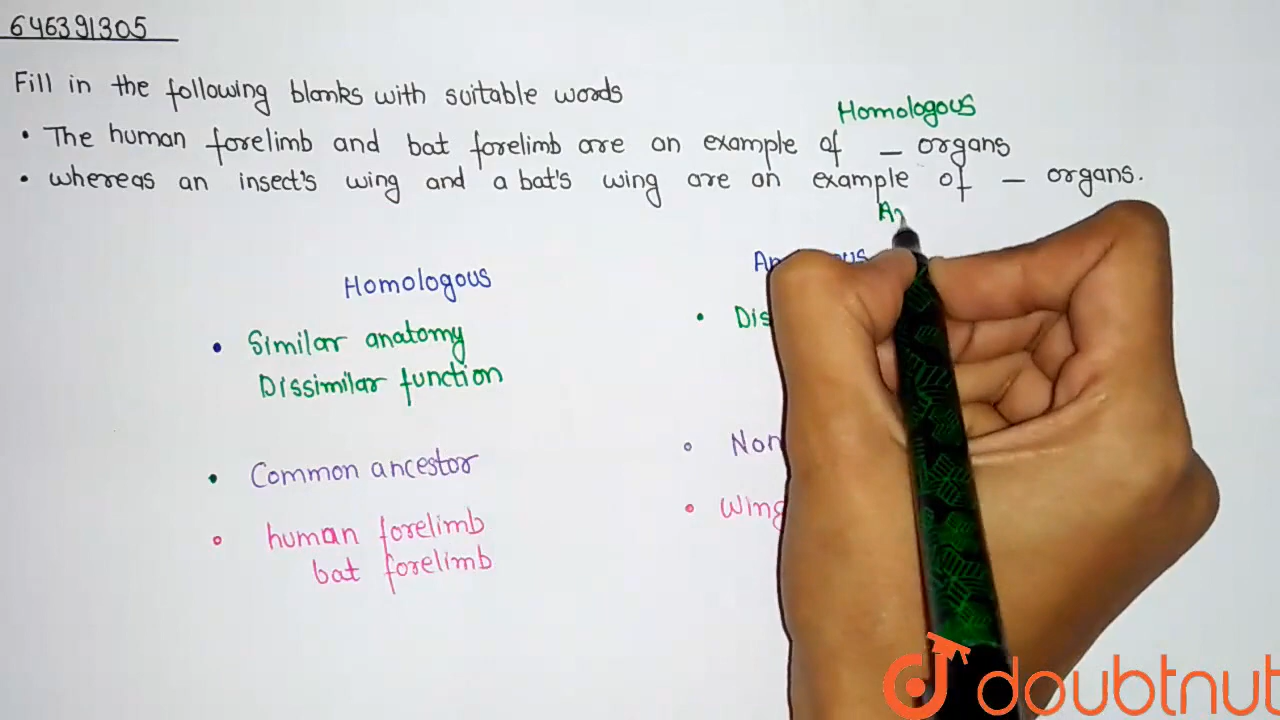 646391305
Fill in the following blanks with suitable words
Homologous
• The human forelimb and bat forelimb are an example of _ organs
• whereas an insect's wing and a bat's wing are an example of _ organs.
Homologous
• Similar anatomy
Dissimilar function
• Common ancestor
• human forelimb
bat forelimb
doubtnut